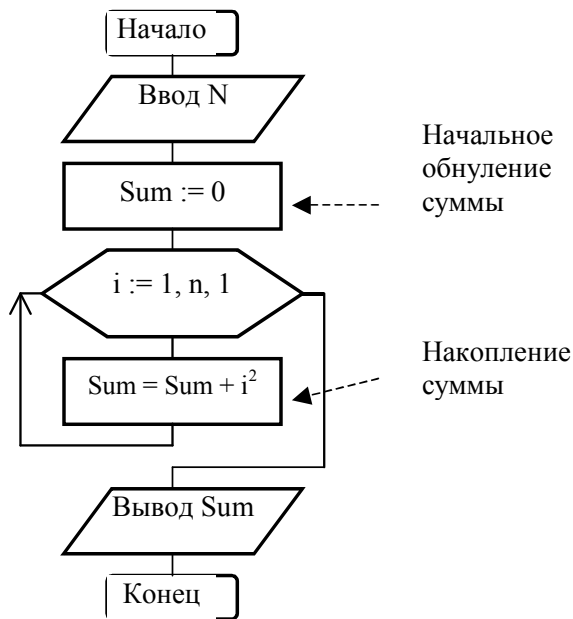 Начало
Ввод N
Начальное
обнуление
суммы
Sum := 0
i := 1, n, 1
Накопление
суммы
Sum = Sum + i²
Вывод Sum
Конец